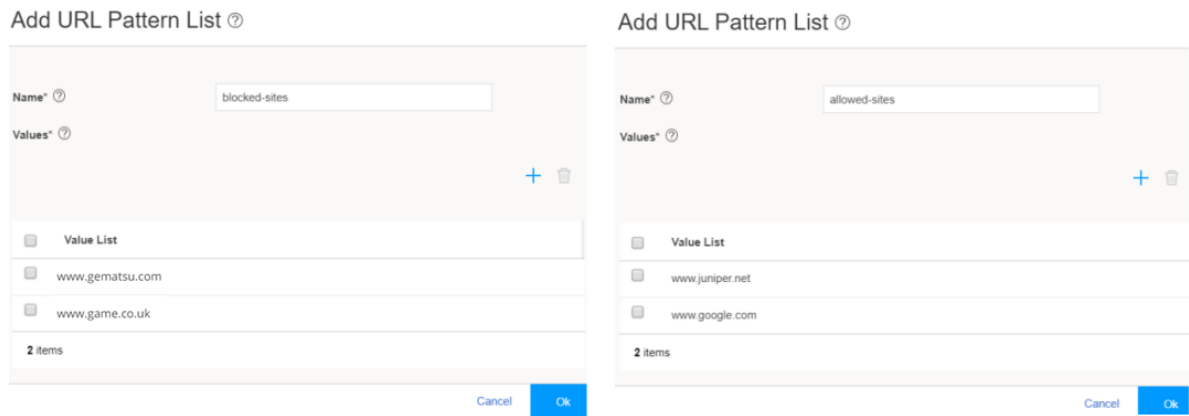 Add URL Pattern List ?
Name* ?
blocked-sites
Values* ?
Value List
www.gematsu.com
www.game.co.uk
2 items
Cancel
Ok
Add URL Pattern List ?
Name* ?
allowed-sites
Values* ?
Value List
www.juniper.net
www.google.com
2 items
Cancel
Ok